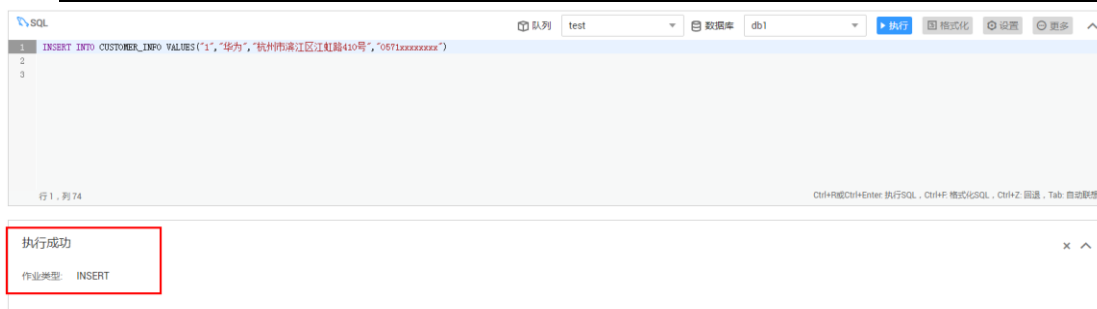 SQL 队列 test 数据库 db1 执行 格式化 设置 更多
1 INSERT INTO CUSTOMER_INFO VALUES("1","华为","杭州市滨江区江虹路410号","0571xxxxxxxx")
2
3
行 1，列 74 Ctrl+R或Ctrl+Enter: 执行SQL，Ctrl+F: 格式化SQL，Ctrl+Z: 回退，Tab: 自动联想
执行成功
作业类型: INSERT